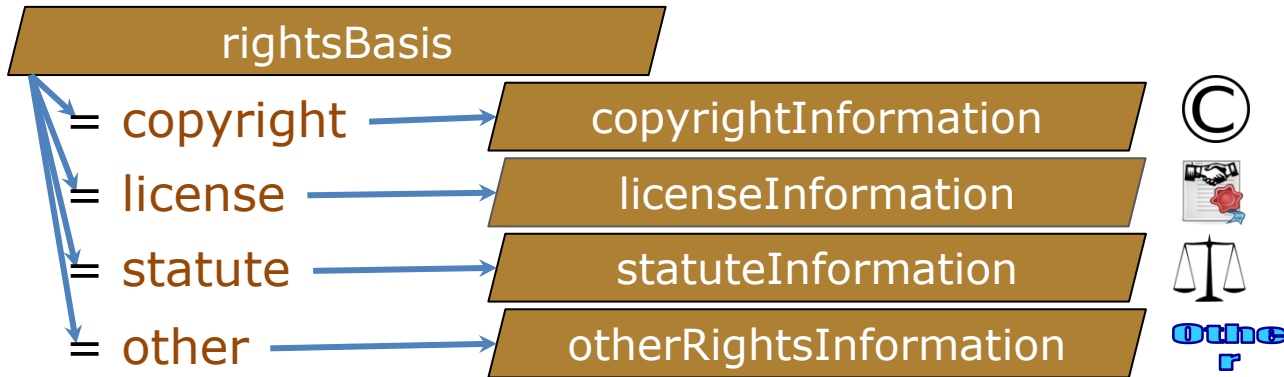 rightsBasis
= copyright copyrightInformation ©
= license licenseInformation
= statute statuteInformation
= other otherRightsInformation Othe
r